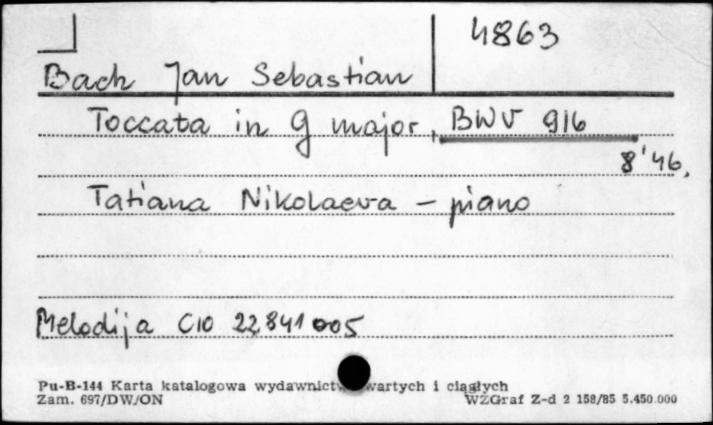 4863
Bach Jan Sebastian
Toccata in G major, BWV 916
8'46,
Tatiana Nikolaeva - piano
Melodija C10 22841 005
Pu-B-144 Karta katalogowa wydawnictw zwartych i ciągłych
Zam. 697/DW/ON WZGraf Z-d 2 158/85 5.450.000